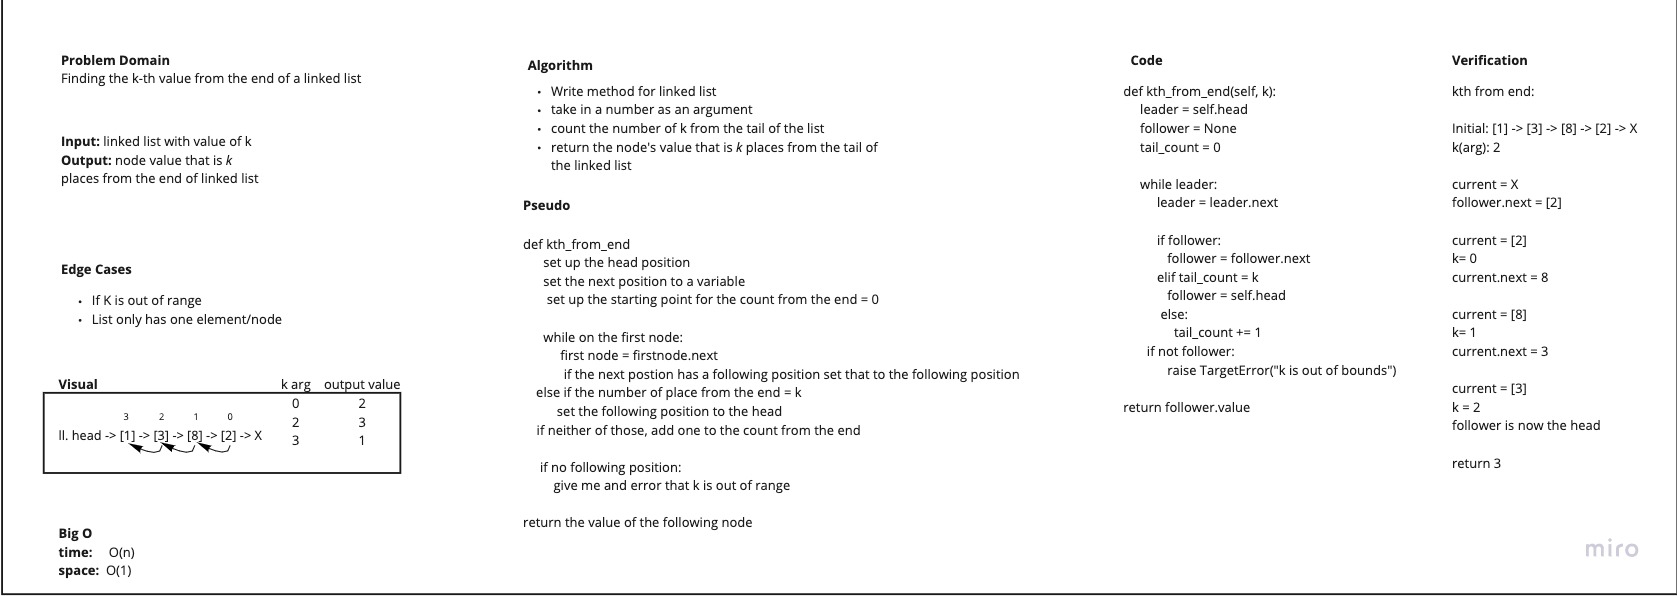 Problem Domain
Finding the k-th value from the end of a linked list
Input: linked list with value of k
Output: node value that is k
places from the end of linked list
Edge Cases
• If K is out of range
• List only has one element/node
Visual k arg output value
0 2
2 3
3 1
3 2 1 0
ll. head -> [1] -> [3] -> [8] -> [2] -> X
Big O
time: O(n)
space: O(1)
Algorithm
• Write method for linked list
• take in a number as an argument
• count the number of k from the tail of the list
• return the node's value that is k places from the tail of
the linked list
Pseudo
def kth_from_end
set up the head position
set the next position to a variable
set up the starting point for the count from the end = 0
while on the first node:
first node = firstnode.next
if the next postion has a following position set that to the following position
else if the number of place from the end = k
set the following position to the head
if neither of those, add one to the count from the end
if no following position:
give me and error that k is out of range
return the value of the following node
Code
def kth_from_end(self, k):
leader = self.head
follower = None
tail_count = 0
while leader:
leader = leader.next
if follower:
follower = follower.next
elif tail_count = k
follower = self.head
else:
tail_count += 1
if not follower:
raise TargetError("k is out of bounds")
return follower.value
Verification
kth from end:
Initial: [1] -> [3] -> [8] -> [2] -> X
k(arg): 2
current = X
follower.next = [2]
current = [2]
k= 0
current.next = 8
current = [8]
k= 1
current.next = 3
current = [3]
k = 2
follower is now the head
return 3
miro